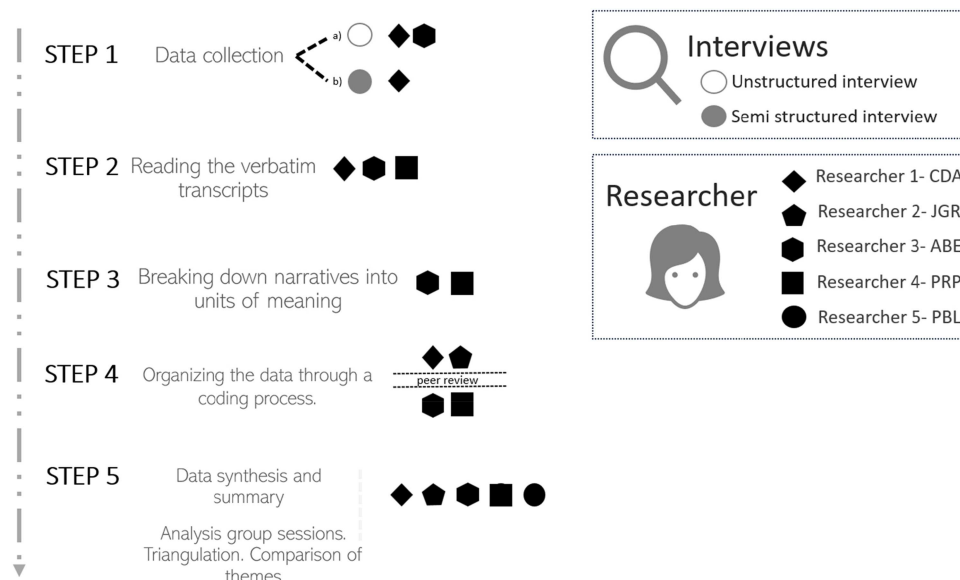 STEP 1
Data collection
a)
b)
STEP 2
Reading the verbatim
transcripts
STEP 3
Breaking down narratives into
units of meaning
STEP 4
Organizing the data through a
coding process.
peer review
STEP 5
Data synthesis and
summary
Analysis group sessions.
Triangulation. Comparison of
themes
Interviews
Unstructured interview
Semi structured interview
Researcher
Researcher 1- CDA
Researcher 2- JGR
Researcher 3- ABE
Researcher 4- PRP
Researcher 5- PBL